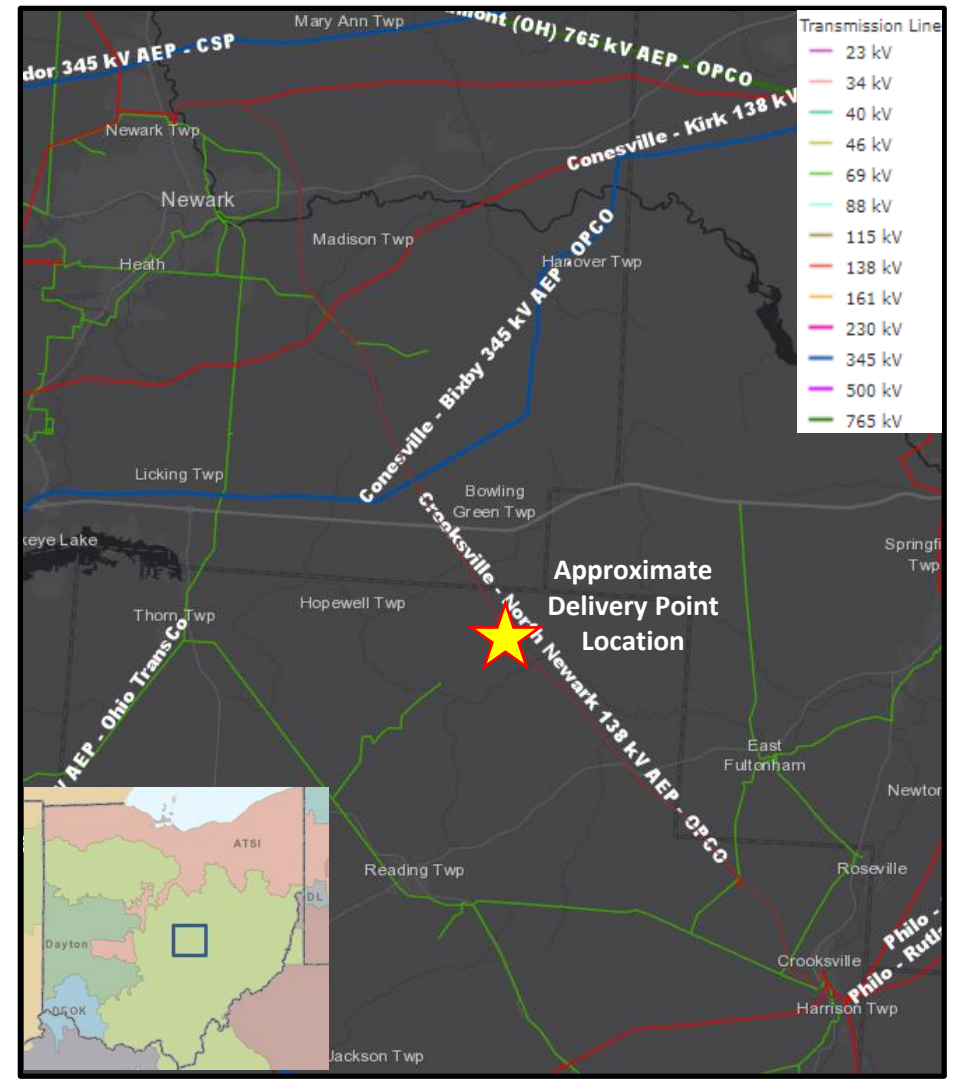 Mary Ann Twp
mont (OH) 765 kV AEP - OPCO
dor 345 kV AEP - CSP
Transmission Line
23 kV
34 kV
40 kV
46 kV
69 kV
88 kV
115 kV
138 kV
161 kV
230 kV
345 kV
500 kV
765 kV
Newark Twp
Conesville - Kirk 138 kV
Newark
Madison Twp
Heath
Hanover Twp
Conesville - Bixby 345 kV AEP - OPCO
Licking Twp
Bowling
Green Twp
keye Lake
Springfi
Twp
Crooksville - North Newark 138 kV AEP - OPCO
Approximate
Delivery Point
Location
Hopewell Twp
Thorn Twp
V AEP - Ohio TransCo
East
Fultonham
Newton
Reading Twp
Roseville
Philo -
Philo - Rutla
Crooksville
Harrison Twp
Jackson Twp
ATSI
DL
Dayton
DEOK